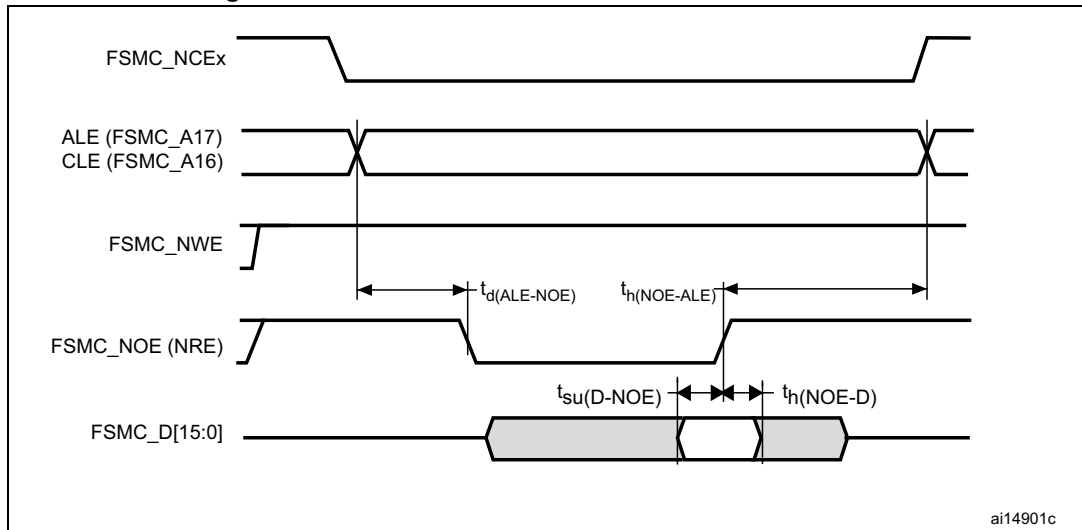 FSMC_NCEx
ALE (FSMC_A17)
CLE (FSMC_A16)
FSMC_NWE
td(ALE-NOE)
th(NOE-ALE)
FSMC_NOE (NRE)
tsu(D-NOE)
th(NOE-D)
FSMC_D[15:0]
ai14901c